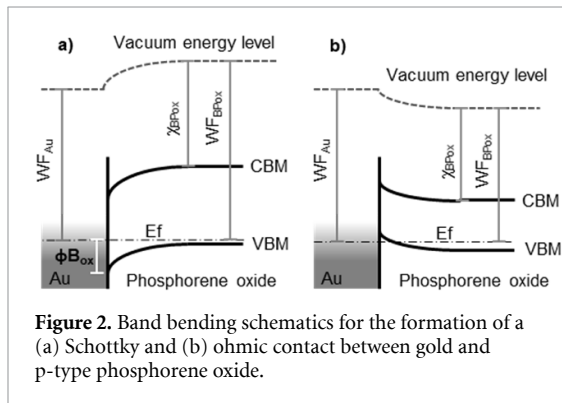 a)
Vacuum energy level
WF_Au
χ_BPox
WF_BPox
CBM
Ef
VBM
ϕB_ox
Au
Phosphorene oxide
b)
Vacuum energy level
WF_Au
χ_BPox
WF_BPox
CBM
Ef
VBM
Au
Phosphorene oxide
Figure 2. Band bending schematics for the formation of a
(a) Schottky and (b) ohmic contact between gold and
p-type phosphorene oxide.